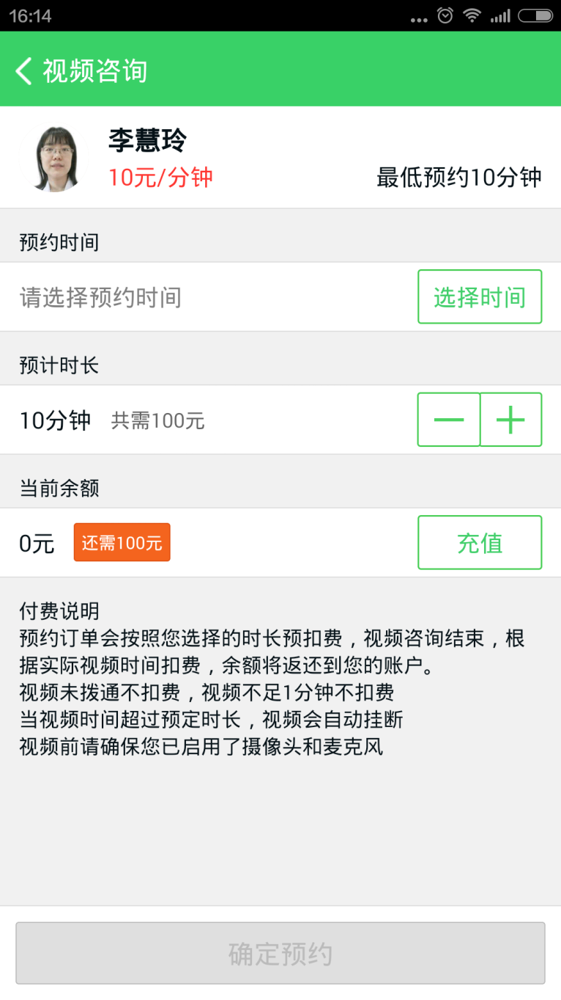 16:14
视频咨询
李慧玲
10元/分钟
最低预约10分钟
预约时间
请选择预约时间
选择时间
预计时长
10分钟 共需100元
当前余额
0元 还需100元
充值
付费说明
预约订单会按照您选择的时长预扣费，视频咨询结束，根
据实际视频时间扣费，余额将返还到您的账户。
视频未拨通不扣费，视频不足1分钟不扣费
当视频时间超过预定时长，视频会自动挂断
视频前请确保您已启用了摄像头和麦克风
确定预约